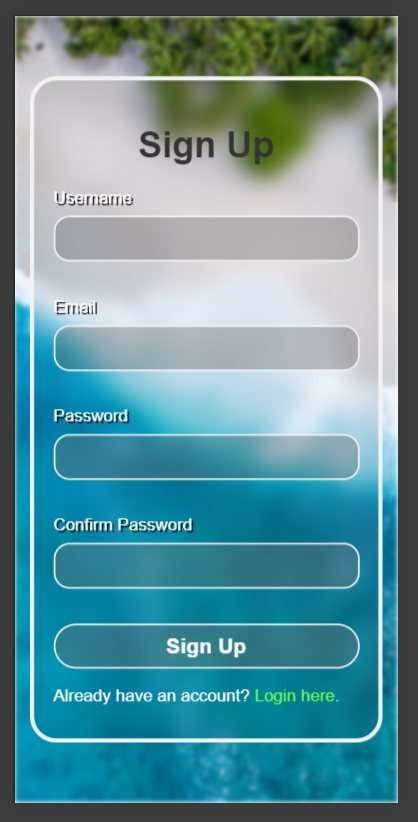 Sign Up
Username
Email
Password
Confirm Password
Sign Up
Already have an account? Login here.